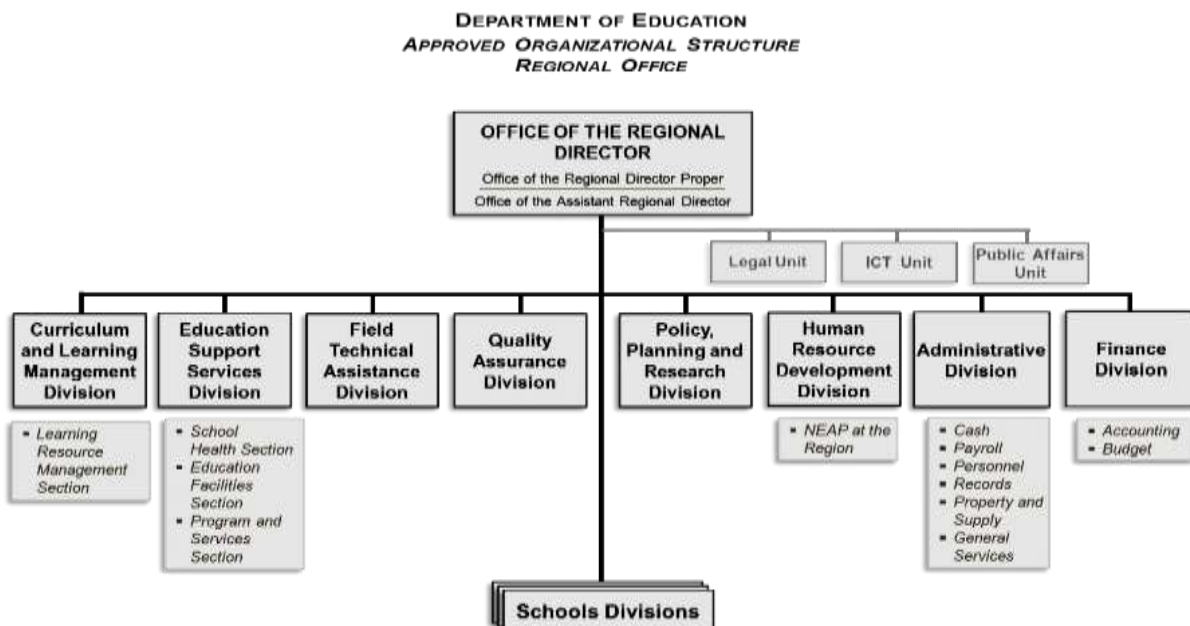 DEPARTMENT OF EDUCATION
APPROVED ORGANIZATIONAL STRUCTURE
REGIONAL OFFICE
OFFICE OF THE REGIONAL
DIRECTOR
Office of the Regional Director Proper
Office of the Assistant Regional Director
Legal Unit
ICT Unit
Public Affairs
Unit
Curriculum
and Learning
Management
Division
▪ Learning
Resource
Management
Section
Education
Support
Services
Division
▪ School
Health Section
▪ Education
Facilities
Section
▪ Program and
Services
Section
Field
Technical
Assistance
Division
Quality
Assurance
Division
Policy,
Planning and
Research
Division
Human
Resource
Development
Division
▪ NEAP at the
Region
Administrative
Division
▪ Cash
▪ Payroll
▪ Personnel
▪ Records
▪ Property and
Supply
▪ General
Services
Finance
Division
▪ Accounting
▪ Budget
Schools Divisions